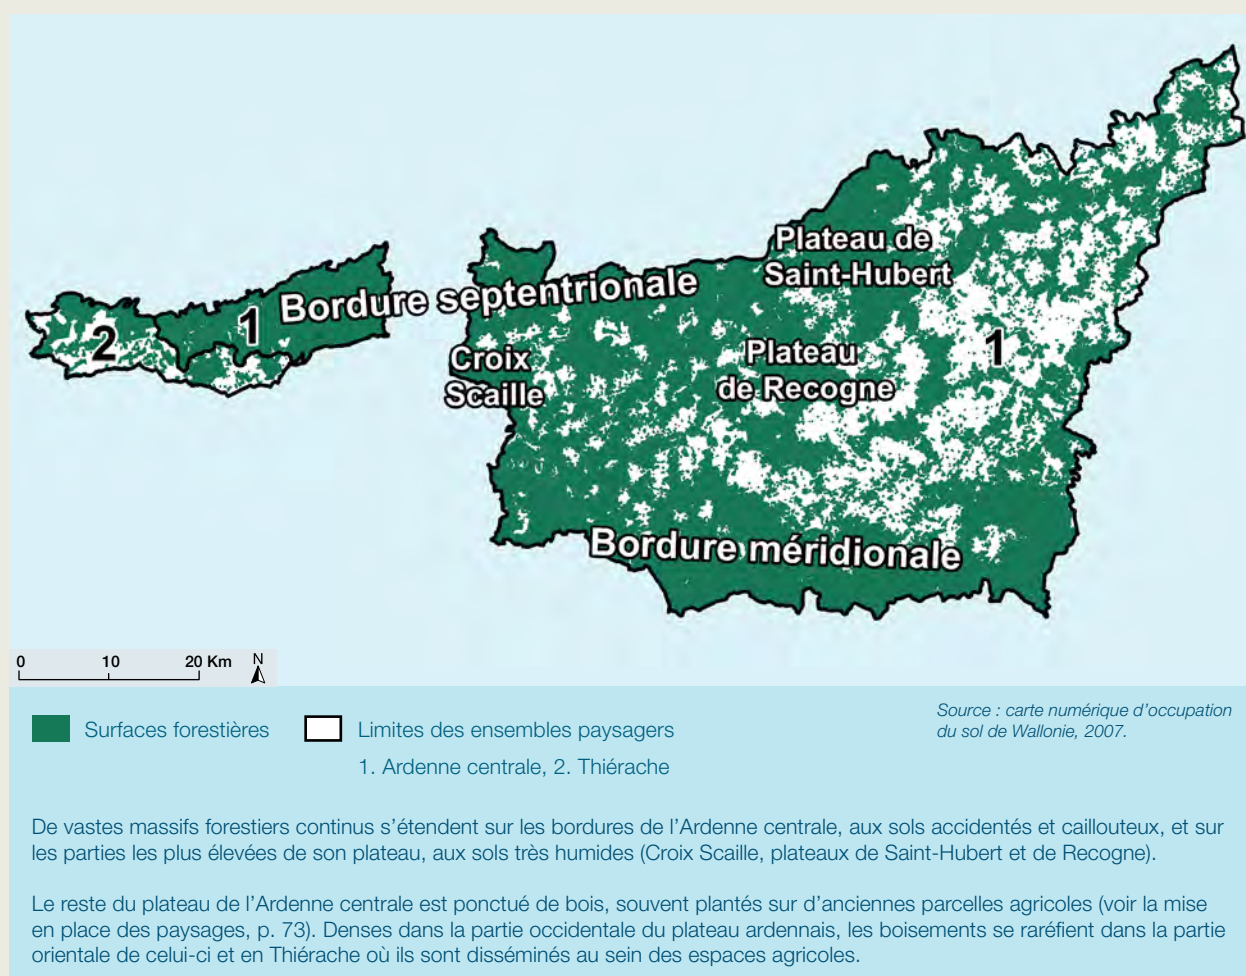 Plateau de
Saint-Hubert
Bordure septentrionale
1
2
Croix
Scaille
Plateau
de Recogne
1
Bordure méridionale
0 10 20 Km N
Surfaces forestières
Limites des ensembles paysagers
1. Ardenne centrale, 2. Thiérache
Source : carte numérique d’occupation
du sol de Wallonie, 2007.
De vastes massifs forestiers continus s’étendent sur les bordures de l’Ardenne centrale, aux sols accidentés et caillouteux, et sur
les parties les plus élevées de son plateau, aux sols très humides (Croix Scaille, plateaux de Saint-Hubert et de Recogne).
Le reste du plateau de l’Ardenne centrale est ponctué de bois, souvent plantés sur d’anciennes parcelles agricoles (voir la mise
en place des paysages, p. 73). Denses dans la partie occidentale du plateau ardennais, les boisements se raréfient dans la partie
orientale de celui-ci et en Thiérache où ils sont disséminés au sein des espaces agricoles.